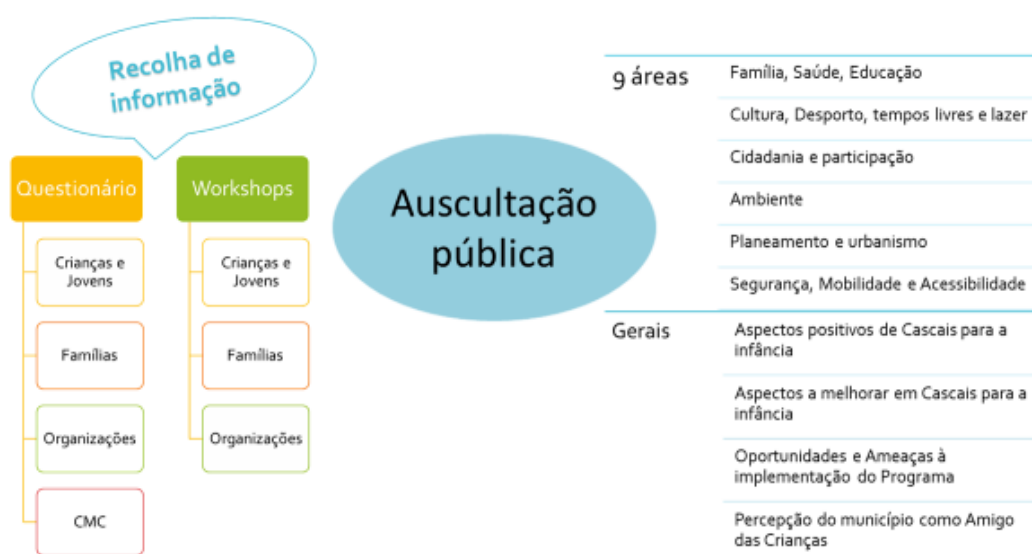 Recolha de
informação
Questionário
Crianças e
Jovens
Famílias
Organizações
CMC
Workshops
Crianças e
Jovens
Famílias
Organizações
Auscultação
pública
9 áreas
Família, Saúde, Educação
Cultura, Desporto, tempos livres e lazer
Cidadania e participação
Ambiente
Planeamento e urbanismo
Segurança, Mobilidade e Acessibilidade
Gerais
Aspectos positivos de Cascais para a
infância
Aspectos a melhorar em Cascais para a
infância
Oportunidades e Ameaças à
implementação do Programa
Percepção do município como Amigo
das Crianças